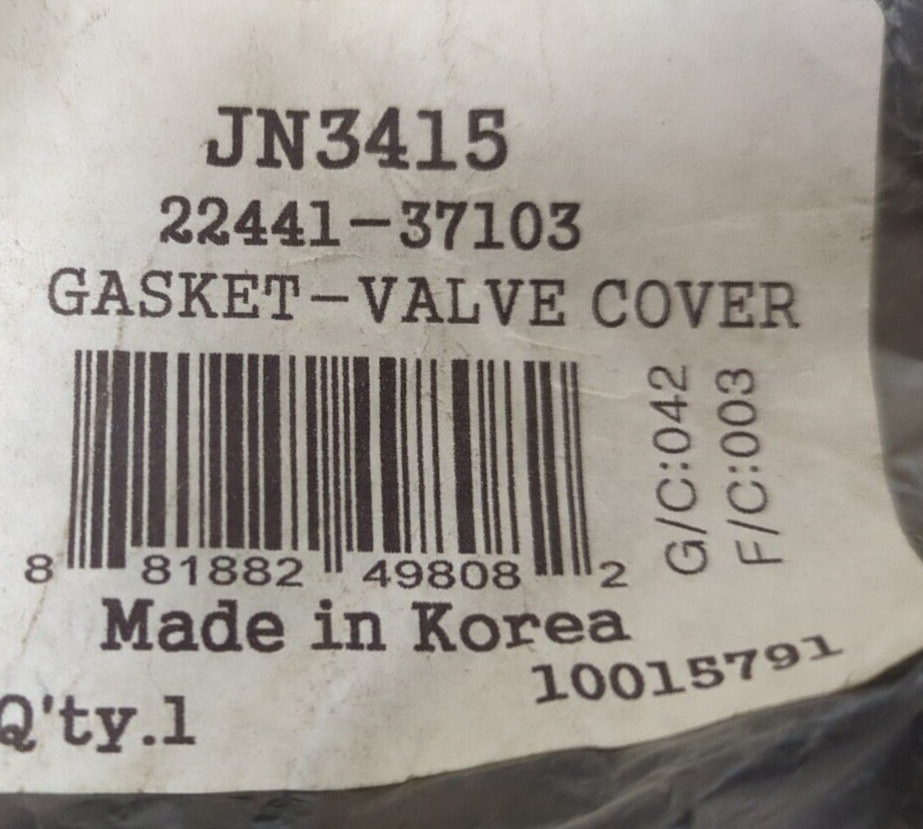 JN3415
22441-37103
GASKET-VALVE COVER
G/C:042
F/C:003
8 81882 49808 2
Made in Korea
10015791
Q'ty.1